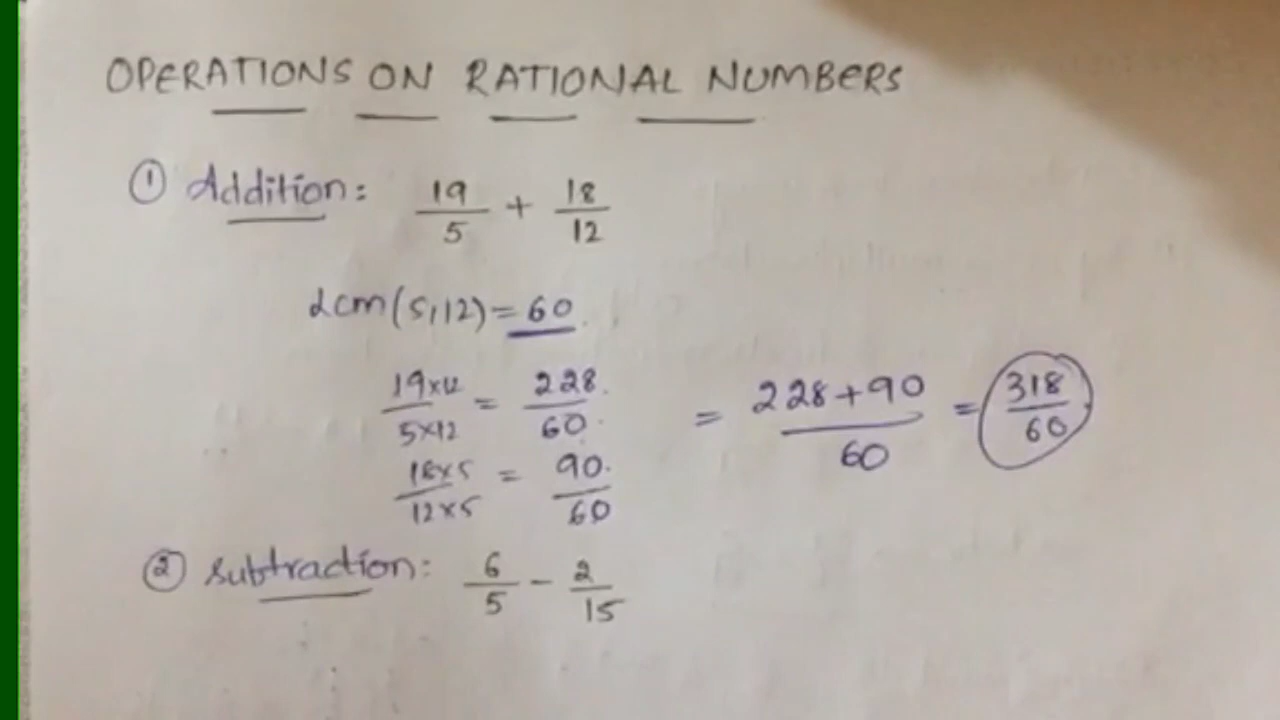 OPERATIONS ON RATIONAL NUMBERS
① Addition: 19/5 + 18/12
Lcm(5,12)=60.
19×12/5×12 = 228/60
= 228+90/60 = 318/60
18×5/12×5 = 90/60
② Subtraction: 6/5 - 2/15